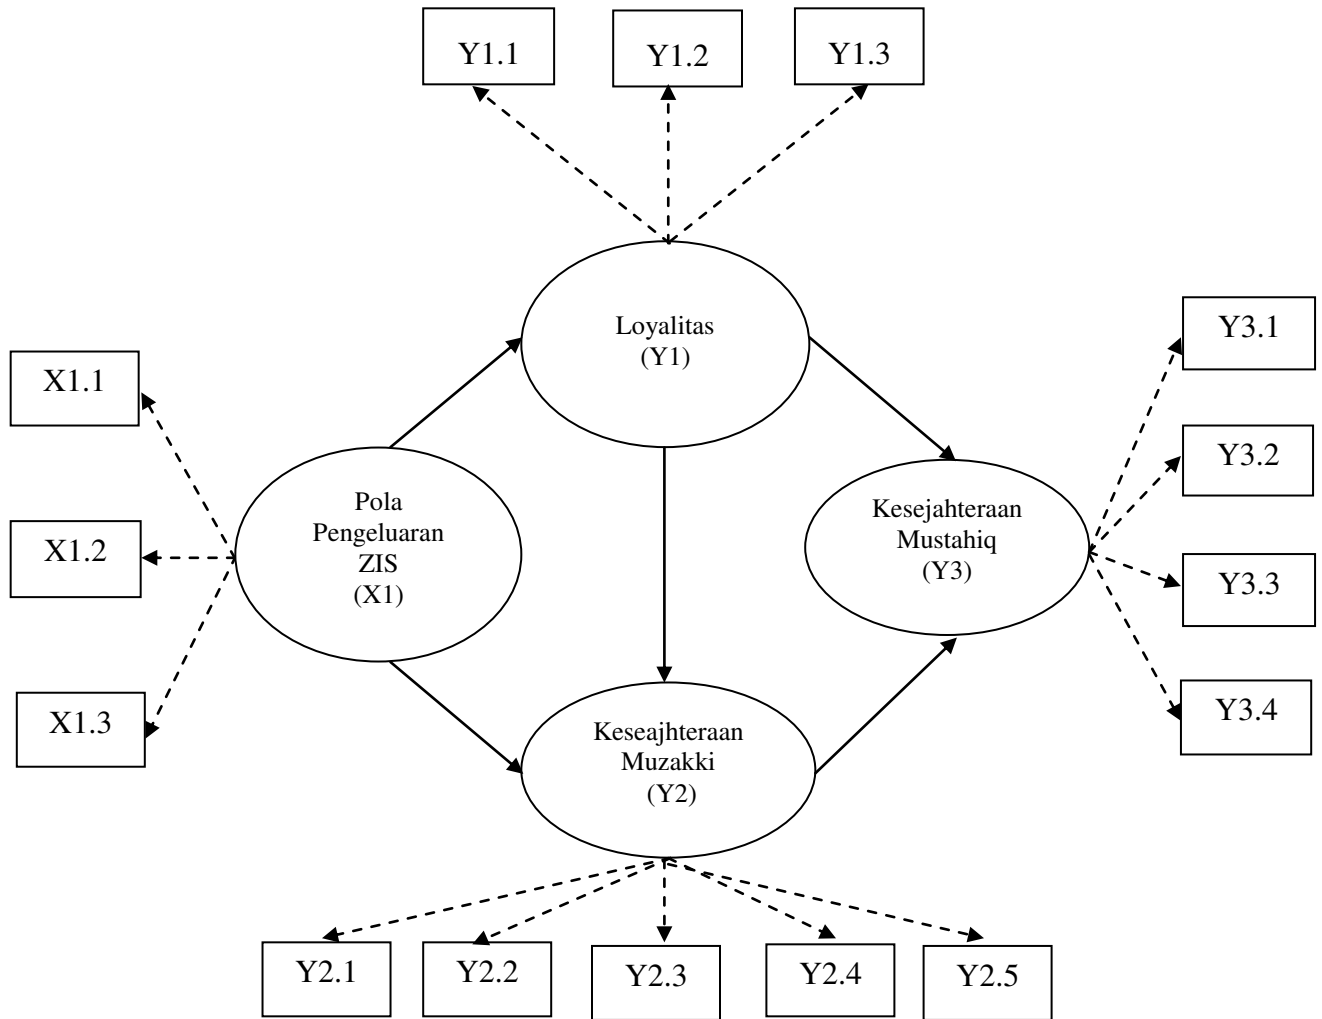 Y1.1
Y1.2
Y1.3
Loyalitas
(Y1)
X1.1
X1.2
X1.3
Pola
Pengeluaran
ZIS
(X1)
Kesejahteraan
Mustahiq
(Y3)
Y3.1
Y3.2
Y3.3
Y3.4
Keseajhteraan
Muzakki
(Y2)
Y2.1
Y2.2
Y2.3
Y2.4
Y2.5